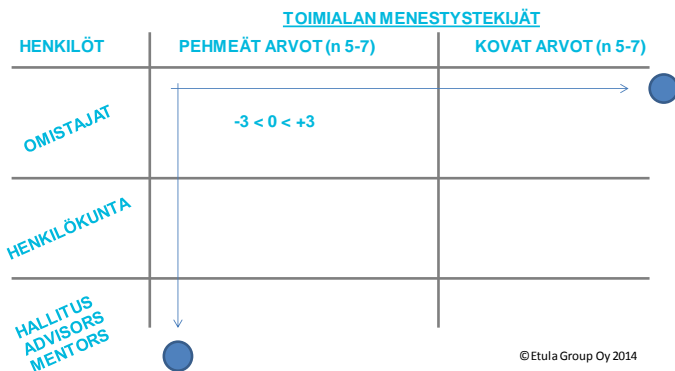 TOIMIALAN MENESTYSTEKIJÄT
HENKILÖT
PEHMEÄT ARVOT (n 5-7)
KOVAT ARVOT (n 5-7)
OMISTAJAT
-3 < 0 < +3
HENKILÖKUNTA
HALLITUS
ADVISORS
MENTORS
©Etula Group Oy 2014